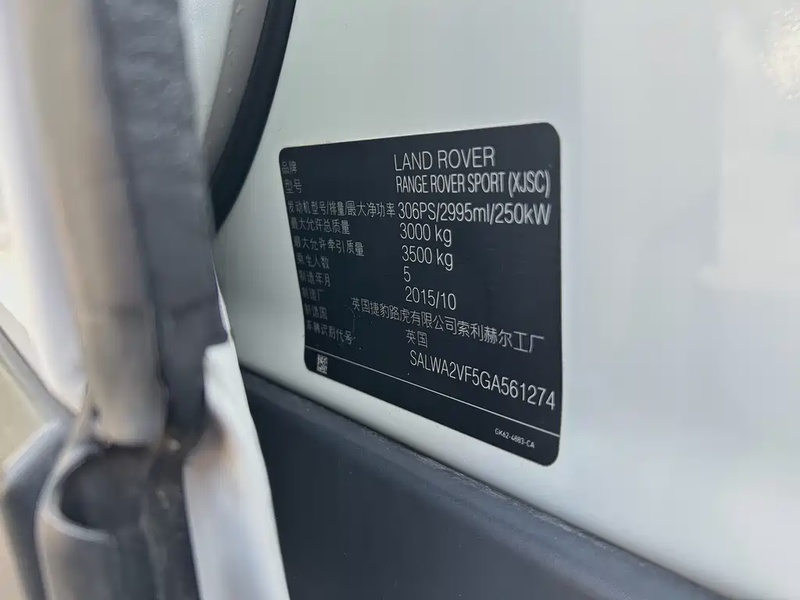 品牌 LAND ROVER
型号 RANGE ROVER SPORT (XJSC)
发动机型号/排量/最大净功率 306PS/2995ml/250kW
最大允许总质量 3000 kg
最大允许牵引质量 3500 kg
乘坐人数 5
制造年月 2015/10
制造厂 英国捷豹路虎有限公司索利赫尔工厂
制造国 英国
车辆识别代号 SALWA2VF5GA561274
GK62-4883-CA